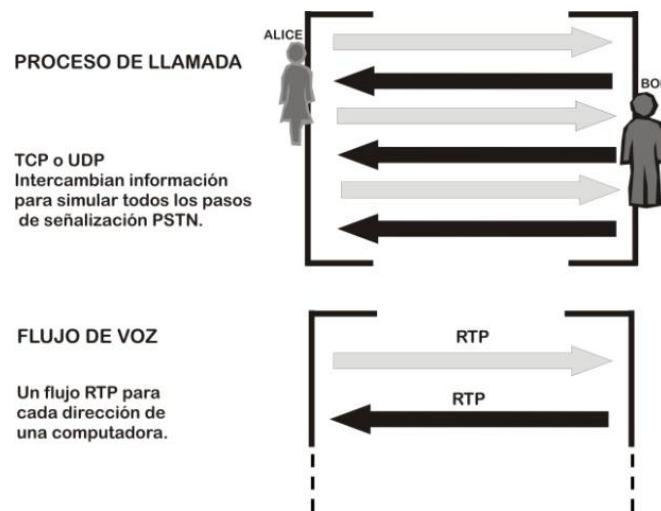 PROCESO DE LLAMADA
ALICE
TCP o UDP
Intercambian información
para simular todos los pasos
de señalización PSTN.
FLUJO DE VOZ
RTP
Un flujo RTP para
cada dirección de
una computadora.
RTP